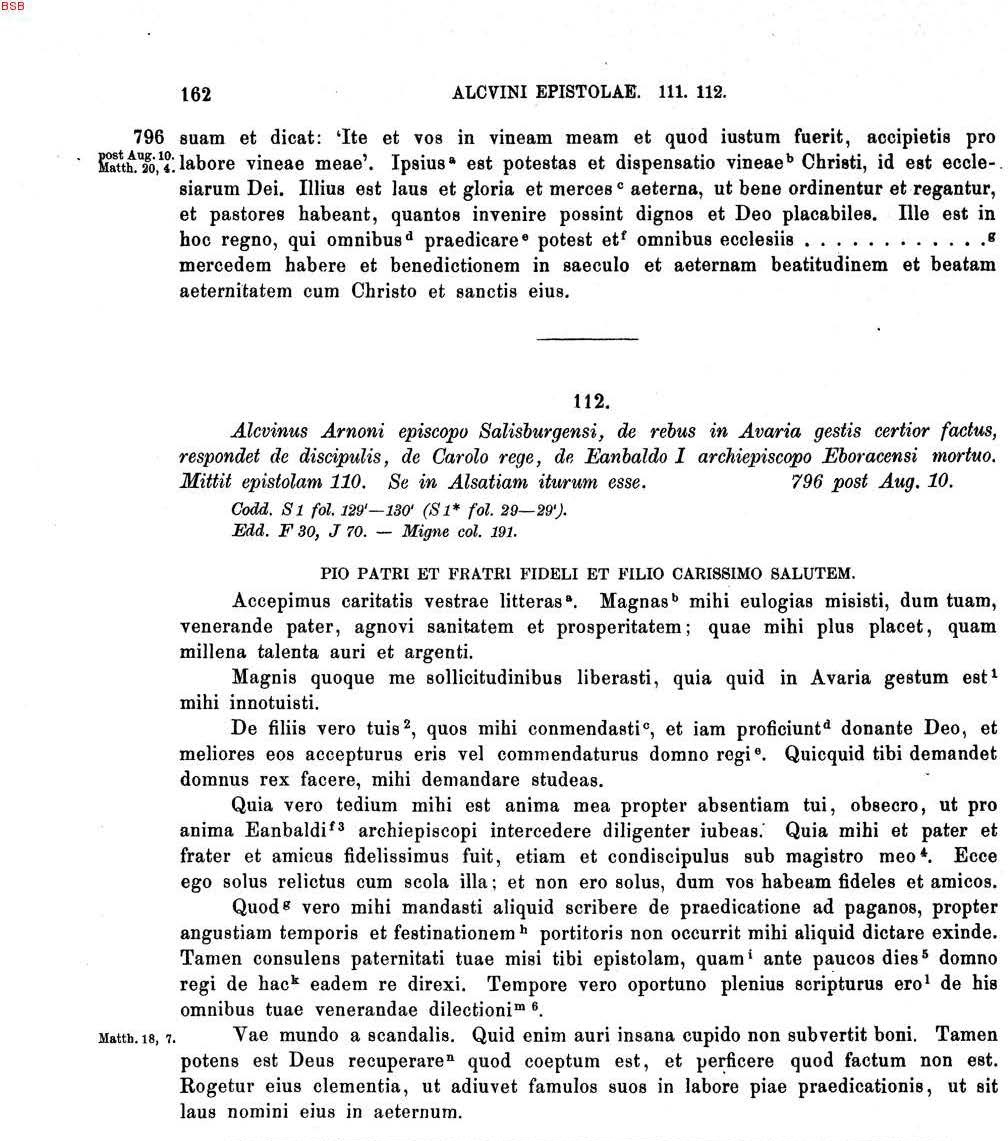 BSB
162 ALCVINI EPISTOLAE. 111. 112.
796 suam et dicat: ‘Ite et vos in vineam meam et quod iustum fuerit, accipietis pro
post Aug. 10.
Matth. 20, 4. labore vineae meae’. Ipsius ᵃ est potestas et dispensatio vineae ᵇ Christi, id est eccle-
siarum Dei. Illius est laus et gloria et merces ᶜ aeterna, ut bene ordinentur et regantur,
et pastores habeant, quantos invenire possint dignos et Deo placabiles. Ille est in
hoc regno, qui omnibus ᵈ praedicare ᵉ potest et ᶠ omnibus ecclesiis . . . . . . . . . . . . . ᵍ
mercedem habere et benedictionem in saeculo et aeternam beatitudinem et beatam
aeternitatem cum Christo et sanctis eius.
112.
Alcvinus Arnoni episcopo Salisburgensi, de rebus in Avaria gestis certior factus,
respondet de discipulis, de Carolo rege, de Eanbaldo I archiepiscopo Eboracensi mortuo.
Mittit epistolam 110. Se in Alsatiam iturum esse. 796 post Aug. 10.
Codd. S 1 fol. 129'—130' (S 1* fol. 29—29').
Edd. F 30, J 70. — Migne col. 191.
PIO PATRI ET FRATRI FIDELI ET FILIO CARISSIMO SALUTEM.
Accepimus caritatis vestrae litteras ᵃ. Magnas ᵇ mihi eulogias misisti, dum tuam,
venerande pater, agnovi sanitatem et prosperitatem; quae mihi plus placet, quam
millena talenta auri et argenti.
Magnis quoque me sollicitudinibus liberasti, quia quid in Avaria gestum est ¹
mihi innotuisti.
De filiis vero tuis ², quos mihi conmendasti ᶜ, et iam proficiunt ᵈ donante Deo, et
meliores eos accepturus eris vel commendaturus domno regi ᵉ. Quicquid tibi demandet
domnus rex facere, mihi demandare studeas.
Quia vero tedium mihi est anima mea propter absentiam tui, obsecro, ut pro
anima Eanbaldi ᶠ ³ archiepiscopi intercedere diligenter iubeas. Quia mihi et pater et
frater et amicus fidelissimus fuit, etiam et condiscipulus sub magistro meo ⁴. Ecce
ego solus relictus cum scola illa; et non ero solus, dum vos habeam fideles et amicos.
Quod ᵍ vero mihi mandasti aliquid scribere de praedicatione ad paganos, propter
angustiam temporis et festinationem ʰ portitoris non occurrit mihi aliquid dictare exinde.
Tamen consulens paternitati tuae misi tibi epistolam, quam ⁱ ante paucos dies ⁵ domno
regi de hac ᵏ eadem re direxi. Tempore vero oportuno plenius scripturus ero ˡ de his
omnibus tuae venerandae dilectioni ᵐ ⁶.
Matth. 18, 7. Vae mundo a scandalis. Quid enim auri insana cupido non subvertit boni. Tamen
potens est Deus recuperare ⁿ quod coeptum est, et perficere quod factum non est.
Rogetur eius clementia, ut adiuvet famulos suos in labore piae praedicationis, ut sit
laus nomini eius in aeternum.